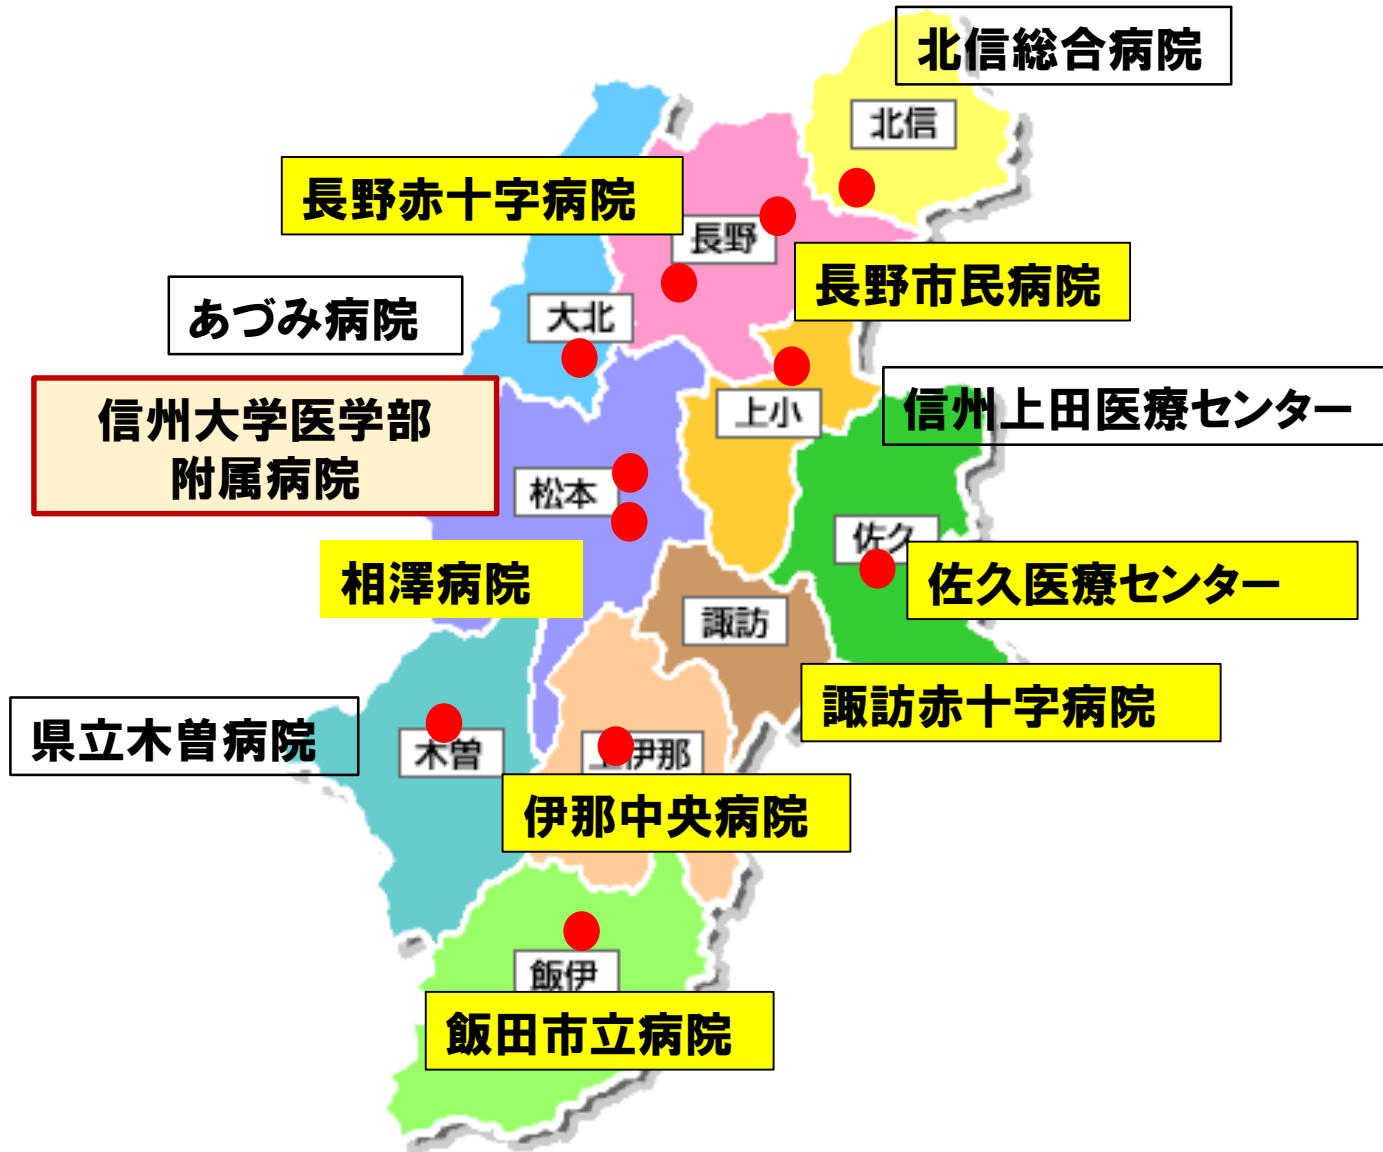 北信総合病院
北信
長野赤十字病院
長野
長野市民病院
あづみ病院
大北
信州大学医学部
附属病院
上小
信州上田医療センター
松本
佐久
相澤病院
佐久医療センター
諏訪
諏訪赤十字病院
県立木曽病院
木曽
上伊那
伊那中央病院
飯伊
飯田市立病院